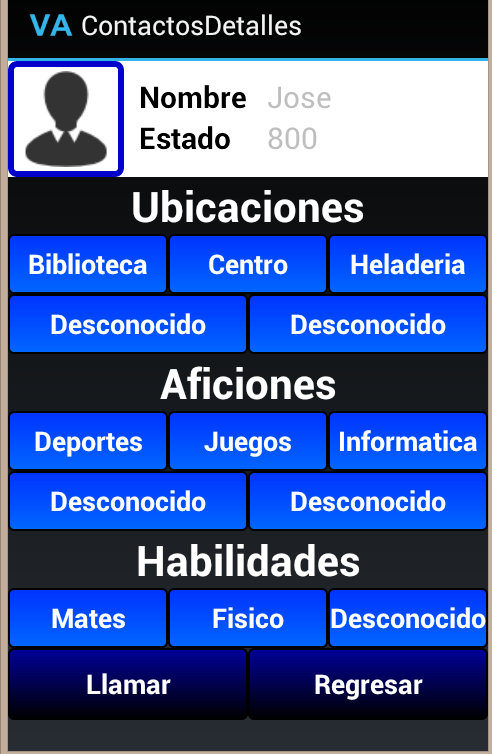 VA ContactosDetalles
Nombre Jose
Estado 800
Ubicaciones
Biblioteca Centro Heladeria
Desconocido Desconocido
Aficiones
Deportes Juegos Informatica
Desconocido Desconocido
Habilidades
Mates Fisico Desconocido
Llamar Regresar